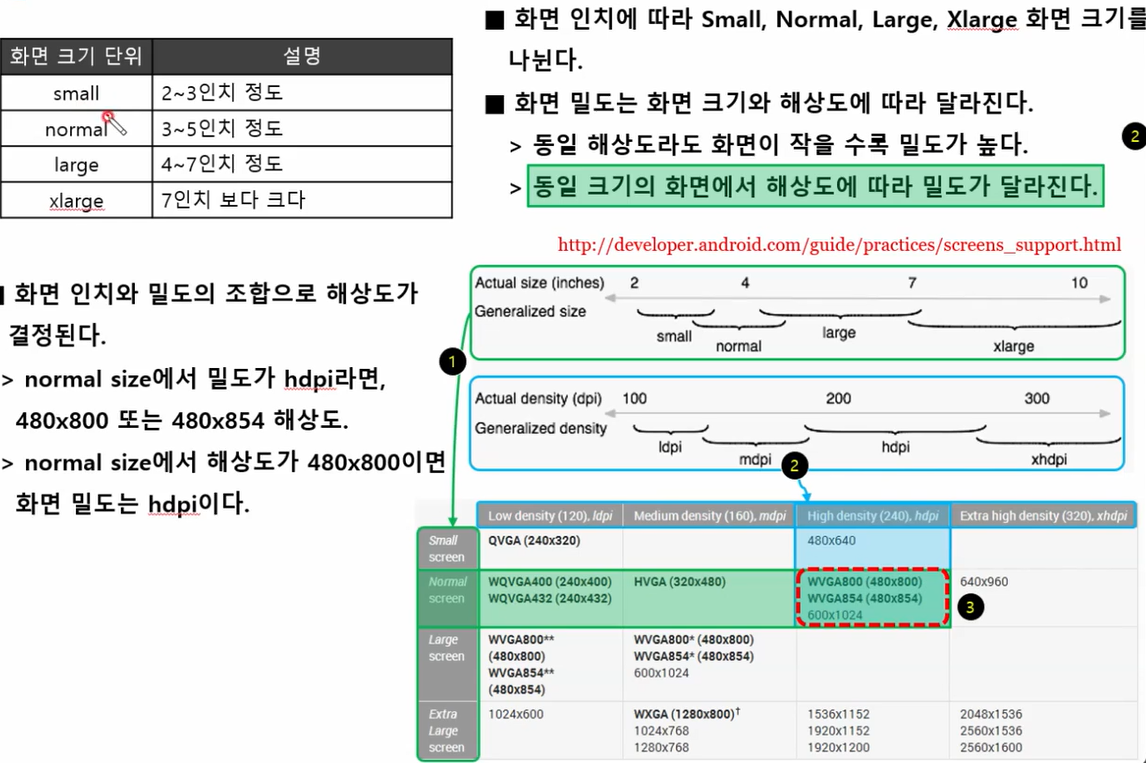 화면 크기 단위 설명
small 2~3인치 정도
normal 3~5인치 정도
large 4~7인치 정도
xlarge 7인치 보다 크다
■ 화면 인치에 따라 Small, Normal, Large, Xlarge 화면 크기를
나뉜다.
■ 화면 밀도는 화면 크기와 해상도에 따라 달라진다.
> 동일 해상도라도 화면이 작을 수록 밀도가 높다.
2
> 동일 크기의 화면에서 해상도에 따라 밀도가 달라진다.
http://developer.android.com/guide/practices/screens_support.html
■ 화면 인치와 밀도의 조합으로 해상도가
결정된다.
> normal size에서 밀도가 hdpi라면,
480x800 또는 480x854 해상도.
> normal size에서 해상도가 480x800이면
화면 밀도는 hdpi이다.
Actual size (inches) 2 4 7 10
Generalized size
small normal large xlarge
1
Actual density (dpi) 100 200 300
Generalized density
ldpi mdpi hdpi xhdpi
2
Low density (120), ldpi Medium density (160), mdpi High density (240), hdpi Extra high density (320), xhdpi
Small QVGA (240x320) 480x640
screen
Normal WQVGA400 (240x400) HVGA (320x480) WVGA800 (480x800) 640x960
screen WQVGA432 (240x432) WVGA854 (480x854)
600x1024
3
Large WVGA800** WVGA800* (480x800)
screen (480x800) WVGA854* (480x854)
WVGA854** 600x1024
(480x854)
Extra 1024x600 WXGA (1280x800)† 1536x1152 2048x1536
Large 1024x768 1920x1152 2560x1536
screen 1280x768 1920x1200 2560x1600